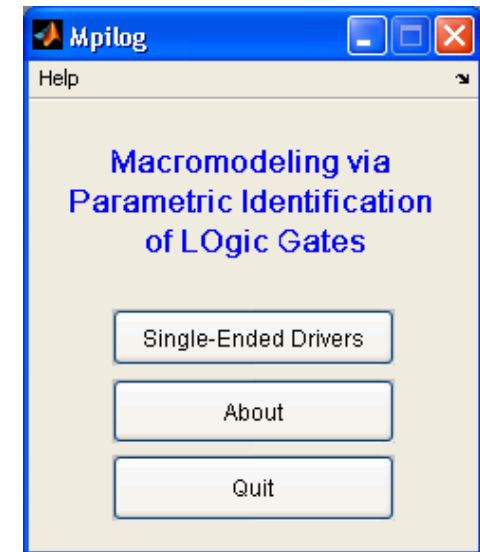 Mpilog
Help
Macromodeling via
Parametric Identification
of LOgic Gates
Single-Ended Drivers
About
Quit